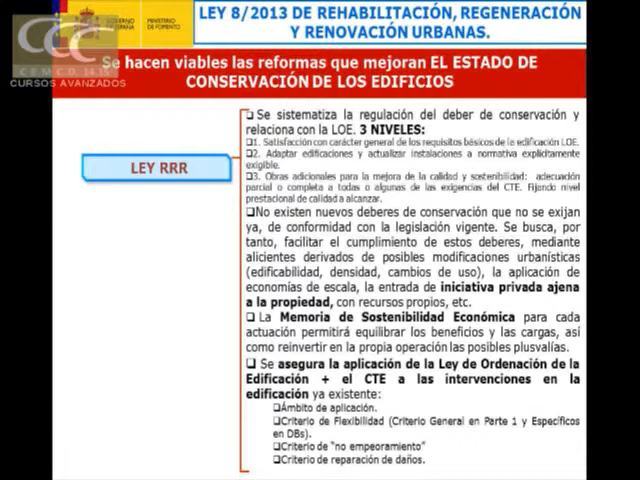 CCC
CEMCO 14.15
CURSOS AVANZADOS
GOBIERNO
DE ESPAÑA
MINISTERIO
DE FOMENTO
LEY 8/2013 DE REHABILITACIÓN, REGENERACIÓN
Y RENOVACIÓN URBANAS.
Se hacen viables las reformas que mejoran EL ESTADO DE
CONSERVACIÓN DE LOS EDIFICIOS
LEY RRR
❑Se sistematiza la regulación del deber de conservación y
relaciona con la LOE. 3 NIVELES:
❑1. Satisfacción con carácter general de los requisitos básicos de la edificación LOE.
❑2. Adaptar edificaciones y actualizar instalaciones a normativa explícitamente
exigible.
❑3. Obras adicionales para la mejora de la calidad y sostenibilidad: adecuación
parcial o completa a todas o algunas de las exigencias del CTE. Fijando nivel
prestacional de calidad a alcanzar.
❑No existen nuevos deberes de conservación que no se exijan
ya, de conformidad con la legislación vigente. Se busca, por
tanto, facilitar el cumplimiento de estos deberes, mediante
alicientes derivados de posibles modificaciones urbanísticas
(edificabilidad, densidad, cambios de uso), la aplicación de
economías de escala, la entrada de iniciativa privada ajena
a la propiedad, con recursos propios, etc.
❑La Memoria de Sostenibilidad Económica para cada
actuación permitirá equilibrar los beneficios y las cargas, así
como reinvertir en la propia operación las posibles plusvalías.
❑Se asegura la aplicación de la Ley de Ordenación de la
Edificación + el CTE a las intervenciones en la
edificación ya existente:
❑Ámbito de aplicación.
❑Criterio de Flexibilidad (Criterio General en Parte 1 y Específicos
en DBs).
❑Criterio de "no empeoramiento"
❑Criterio de reparación de daños.